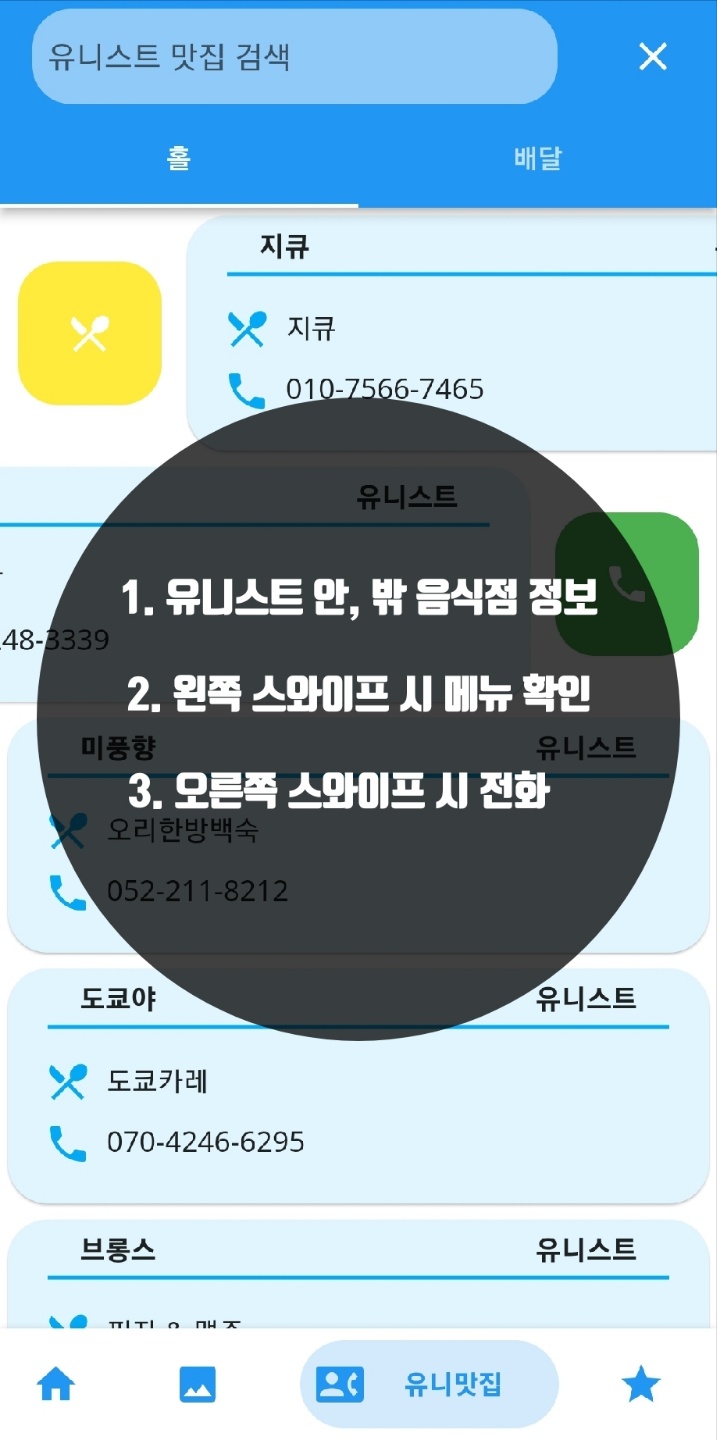 유니스트 맛집 검색
홀
배달
지큐
지큐
010-7566-7465
유니스트
48-3339
1. 유니스트 안, 밖 음식점 정보
2. 왼쪽 스와이프 시 메뉴 확인
3. 오른쪽 스와이프 시 전화
미풍향
유니스트
오리한방백숙
052-211-8212
도쿄야
유니스트
도쿄카레
070-4246-6295
브롱스
유니스트
유니맛집